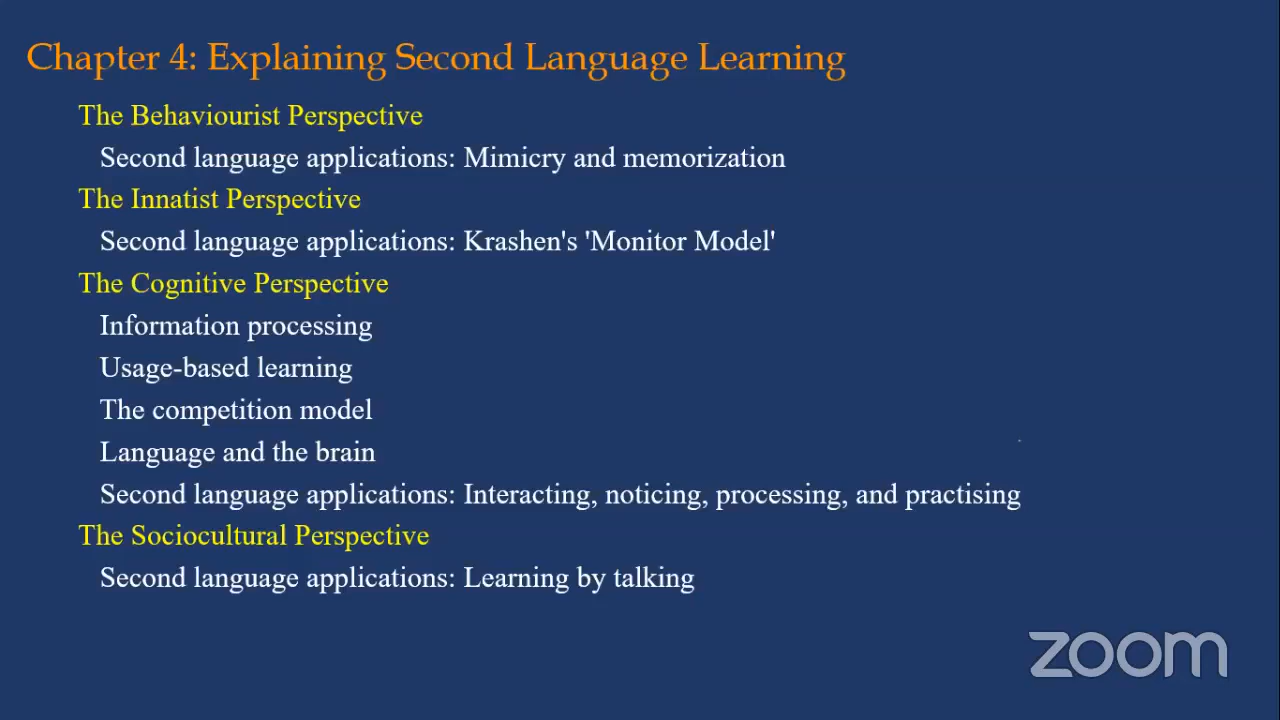 Chapter 4: Explaining Second Language Learning
The Behaviourist Perspective
Second language applications: Mimicry and memorization
The Innatist Perspective
Second language applications: Krashen's 'Monitor Model'
The Cognitive Perspective
Information processing
Usage-based learning
The competition model
Language and the brain
Second language applications: Interacting, noticing, processing, and practising
The Sociocultural Perspective
Second language applications: Learning by talking
zoom